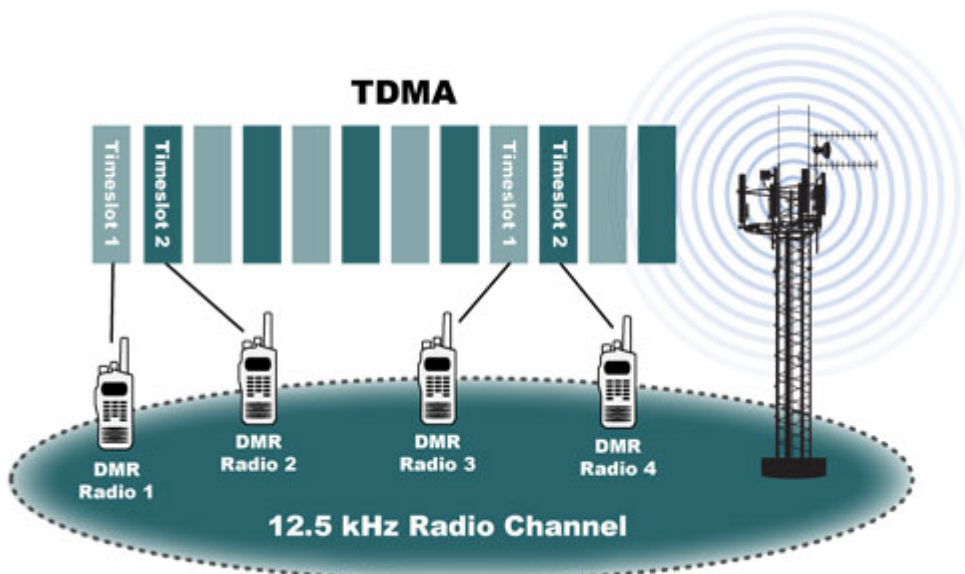 TDMA
Timeslot 1
Timeslot 2
Timeslot 1
Timeslot 2
DMR
Radio 1
DMR
Radio 2
DMR
Radio 3
DMR
Radio 4
12.5 kHz Radio Channel